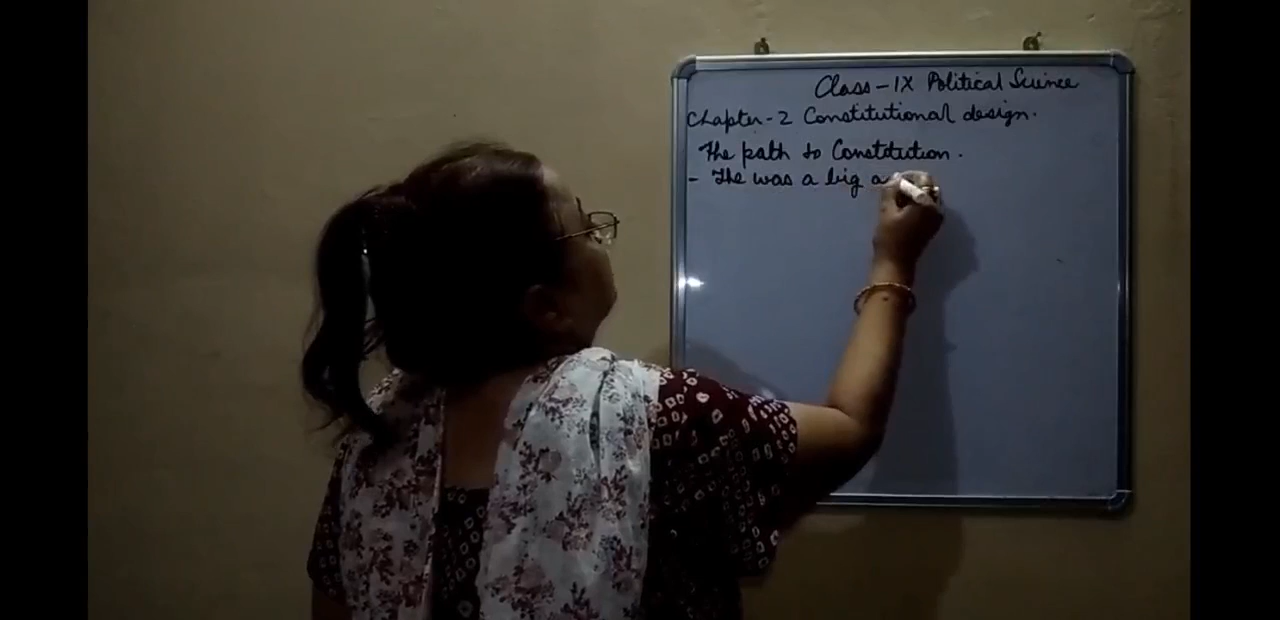 Class - IX Political Science
Chapter - 2 Constitutional design.
The path to Constitution.
- The was a big a